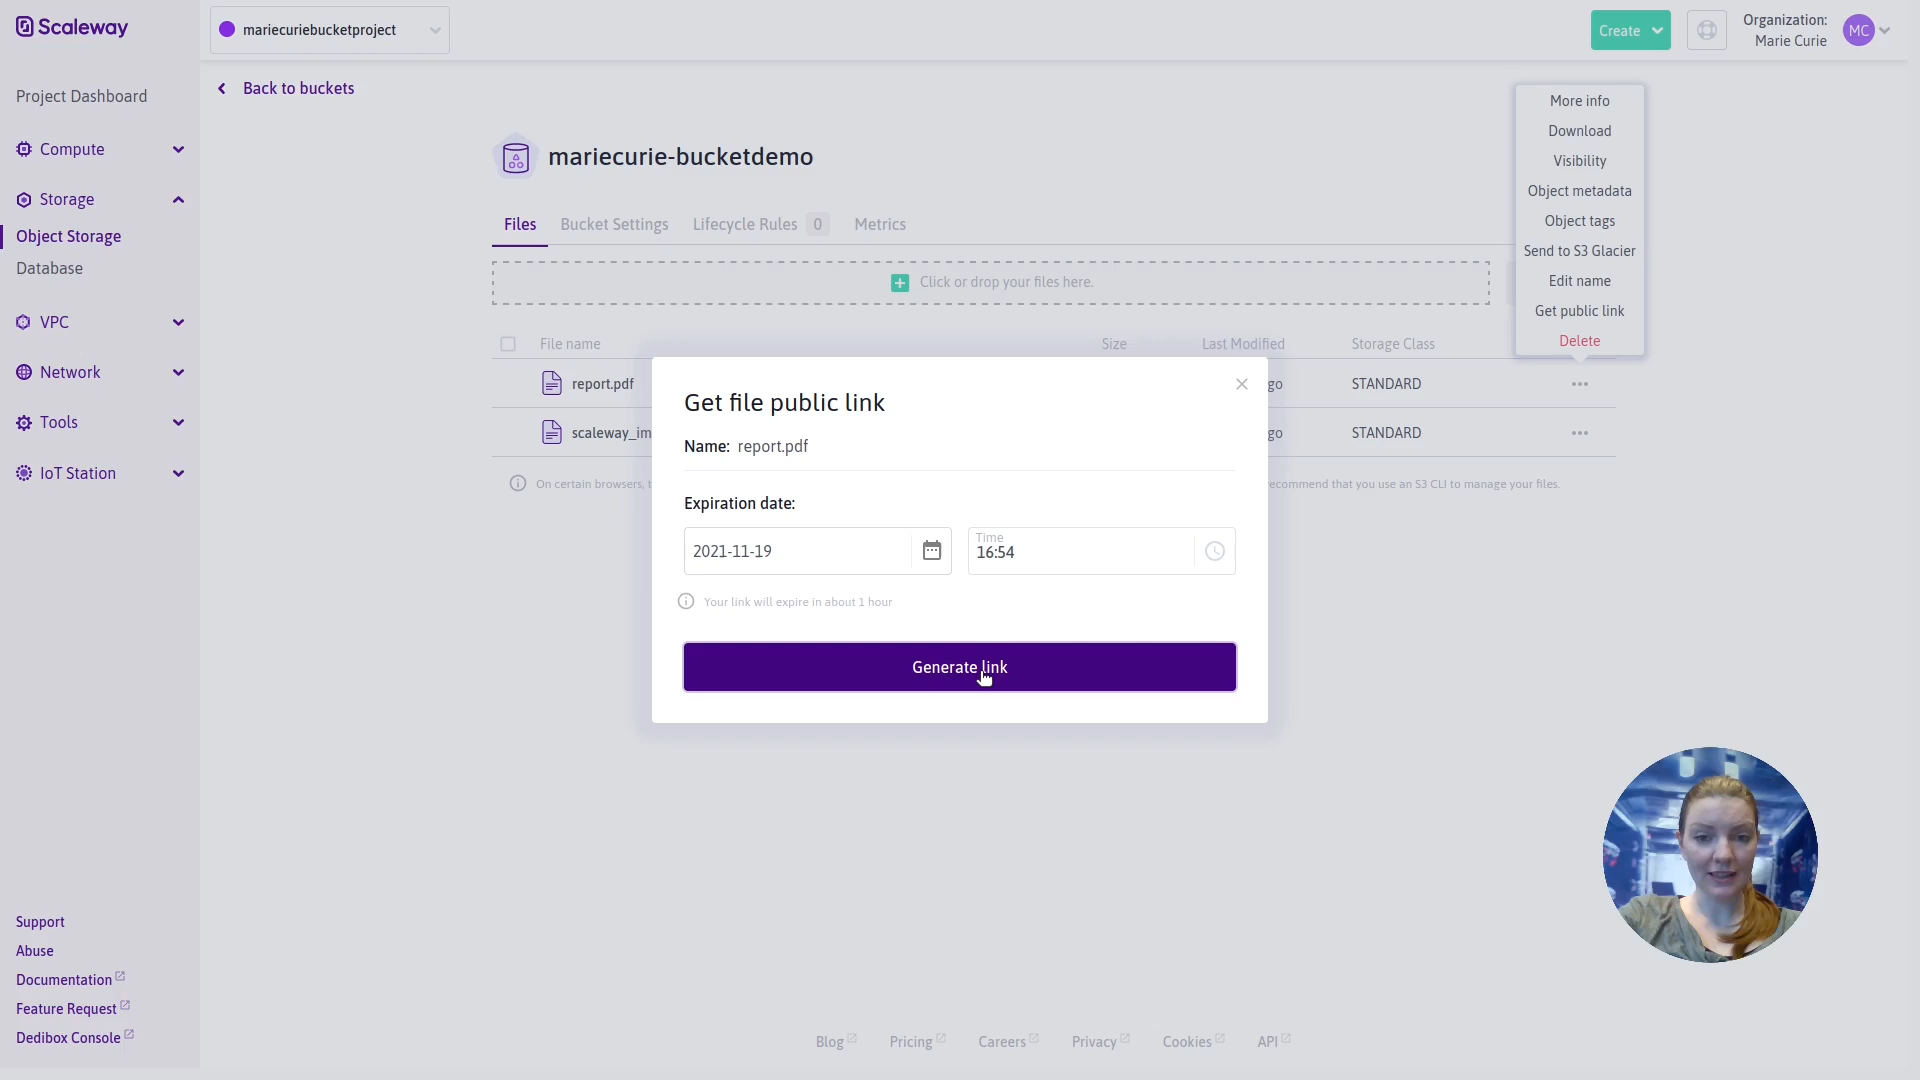 Scaleway
mariecuriebucketproject
Create
Organization:
Marie Curie
MC
Project Dashboard
Compute
Storage
Object Storage
Database
VPC
Network
Tools
IoT Station
Support
Abuse
Documentation
Feature Request
Dedibox Console
Back to buckets
mariecurie-bucketdemo
Files Bucket Settings Lifecycle Rules 0 Metrics
Click or drop your files here.
File name Size Last Modified Storage Class
report.pdf go STANDARD
scaleway_im go STANDARD
On certain browsers, recommend that you use an S3 CLI to manage your files.
More info
Download
Visibility
Object metadata
Object tags
Send to S3 Glacier
Edit name
Get public link
Delete
Get file public link
Name: report.pdf
Expiration date:
2021-11-19
Time
16:54
Your link will expire in about 1 hour
Generate link
Blog Pricing Careers Privacy Cookies API